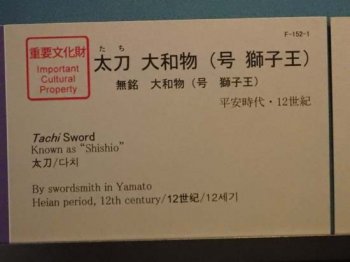 F-152-1
重要文化財
Important
Cultural
Property
たち
太刀 大和物（号 獅子王）
無銘 大和物（号 獅子王）
平安時代・12世紀
Tachi Sword
Known as “Shishio”
太刀/다치
By swordsmith in Yamato
Heian period, 12th century/12世纪/12세기